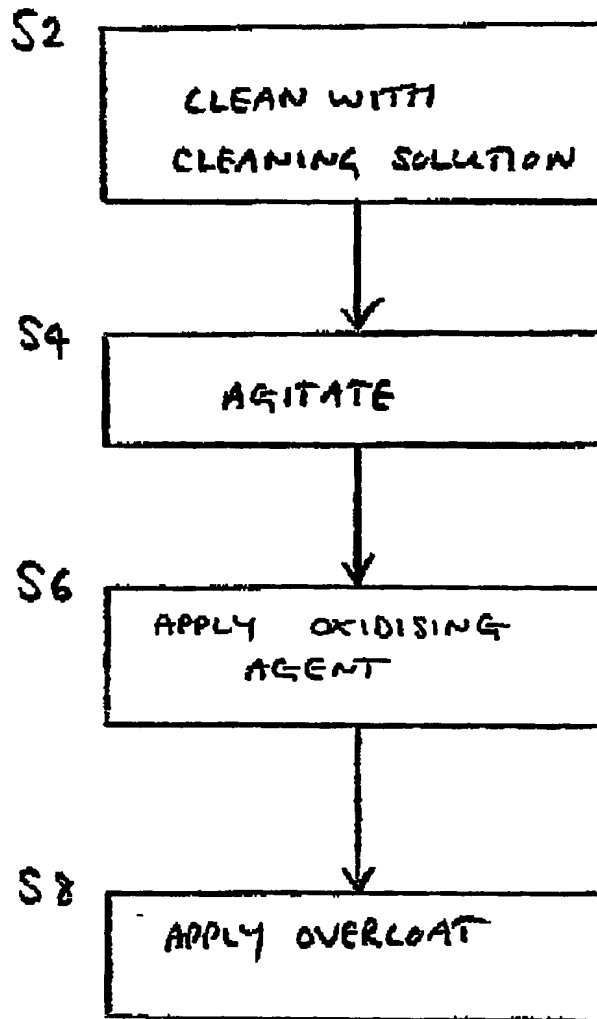 S2
CLEAN WITH
CLEANING SOLUTION
S4
AGITATE
S6
APPLY OXIDISING
AGENT
S8
APPLY OVERCOAT